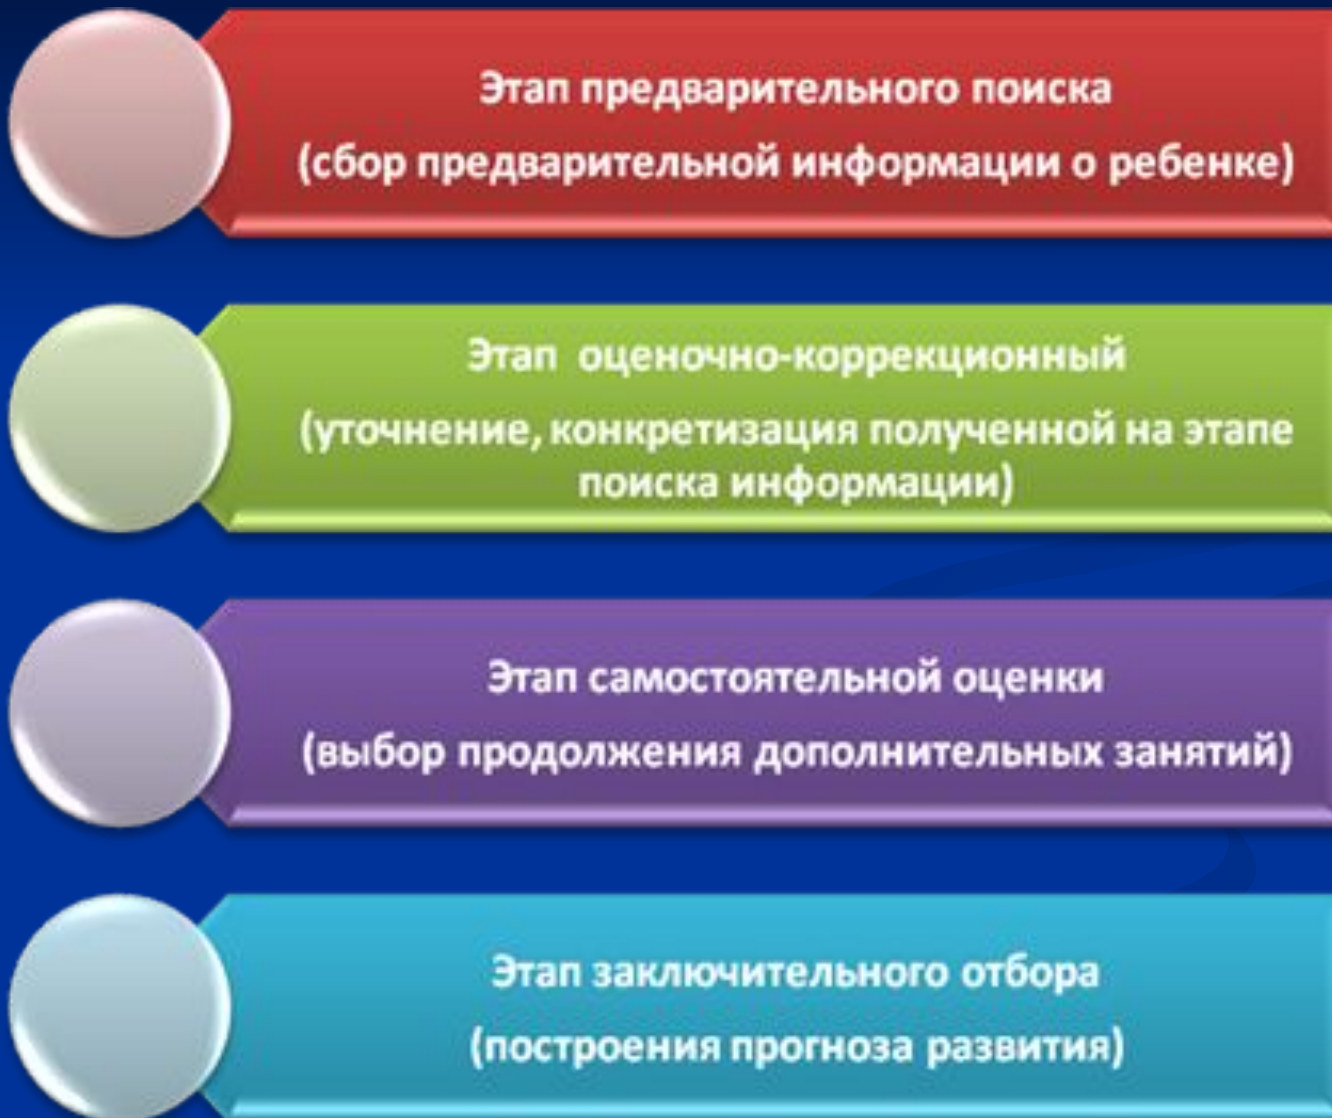 Этап предварительного поиска
(сбор предварительной информации о ребенке)
Этап оценочно-коррекционный
(уточнение, конкретизация полученной на этапе
поиска информации)
Этап самостоятельной оценки
(выбор продолжения дополнительных занятий)
Этап заключительного отбора
(построения прогноза развития)